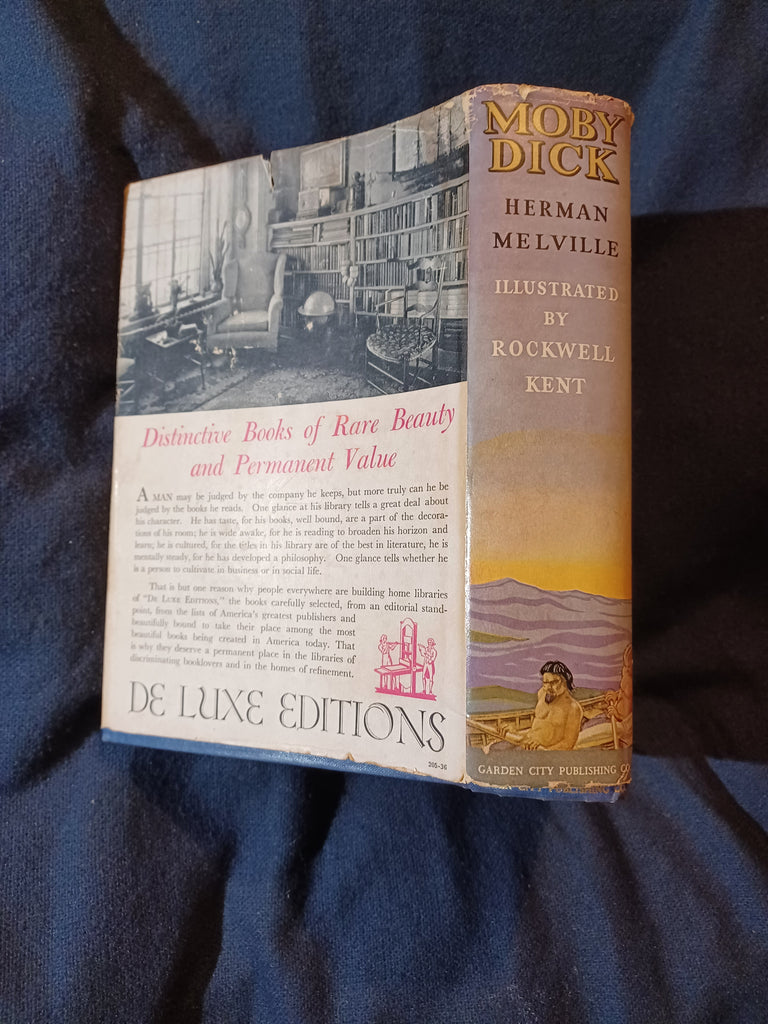 MOBY
DICK
HERMAN
MELVILLE
ILLUSTRATED
BY
ROCKWELL
KENT
GARDEN CITY PUBLISHING CO
Distinctive Books of Rare Beauty
and Permanent Value
A MAN may be judged by the company he keeps, but more truly can he be
judged by the books he reads. One glance at his library tells a great deal about
his character. He has taste, for his books, well bound, are a part of the decora-
tions of his room; he is wide awake, for he is reading to broaden his horizon and
learn; he is cultured, for the titles in his library are of the best in literature, he is
mentally steady, for he has developed a philosophy. One glance tells whether he
is a person to cultivate in business or in social life.
That is but one reason why people everywhere are building home libraries
of "DE LUXE EDITIONS," the books carefully selected, from an editorial stand-
point, from the lists of America's greatest publishers and
beautifully bound to take their place among the most
beautiful books being created in America today. That
is why they deserve a permanent place in the libraries of
discriminating booklovers and in the homes of refinement.
DE LUXE EDITIONS
205-36